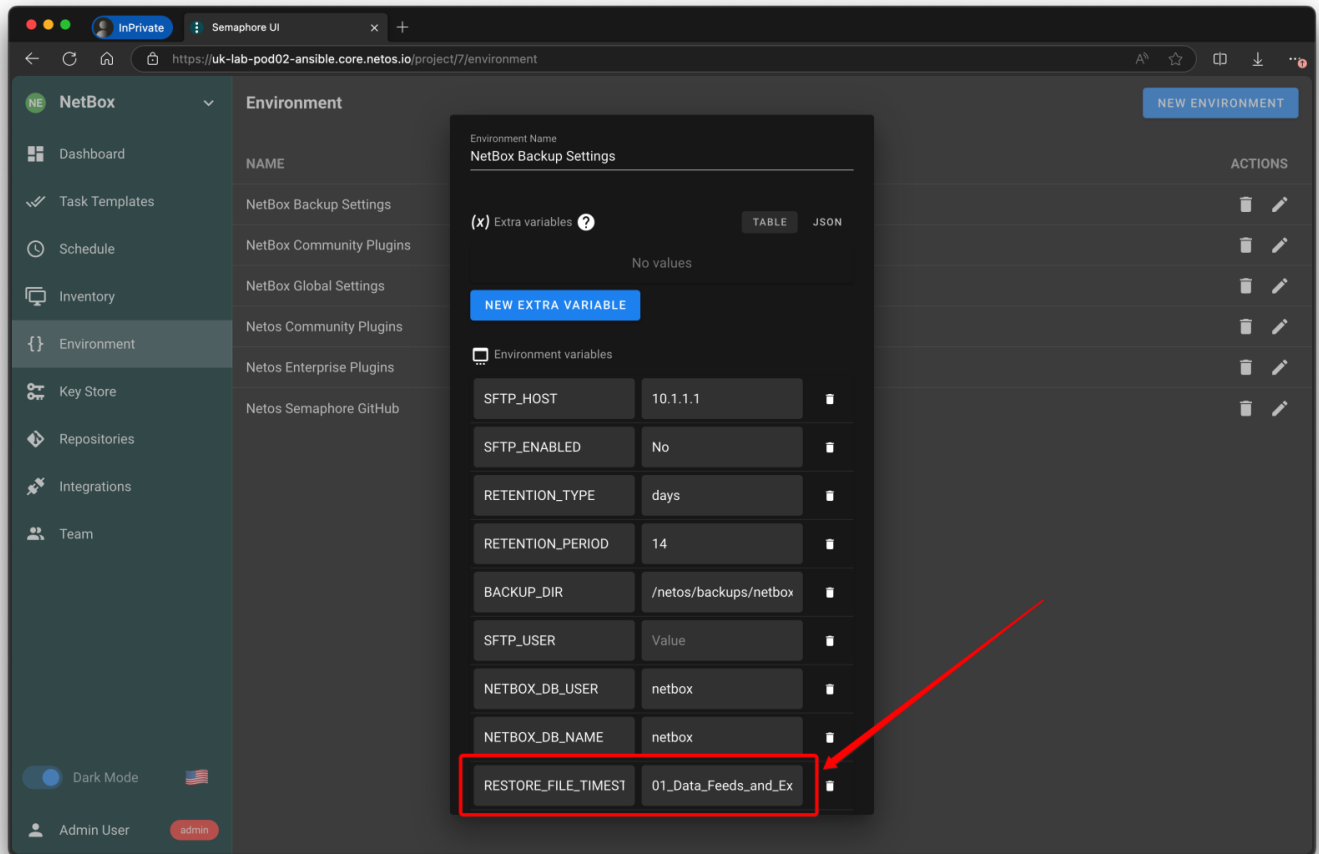 InPrivate
Semaphore UI
https://uk-lab-pod02-ansible.core.netos.io/project/7/environment
NE NetBox
Dashboard
Task Templates
Schedule
Inventory
{} Environment
Key Store
Repositories
Integrations
Team
Dark Mode
Admin User admin
Environment
NEW ENVIRONMENT
NAME ACTIONS
NetBox Backup Settings
NetBox Community Plugins
NetBox Global Settings
Netos Community Plugins
Netos Enterprise Plugins
Netos Semaphore GitHub
Environment Name
NetBox Backup Settings
(x) Extra variables ? TABLE JSON
No values
NEW EXTRA VARIABLE
Environment variables
SFTP_HOST 10.1.1.1
SFTP_ENABLED No
RETENTION_TYPE days
RETENTION_PERIOD 14
BACKUP_DIR /netos/backups/netbox
SFTP_USER Value
NETBOX_DB_USER netbox
NETBOX_DB_NAME netbox
RESTORE_FILE_TIMEST 01_Data_Feeds_and_Ex